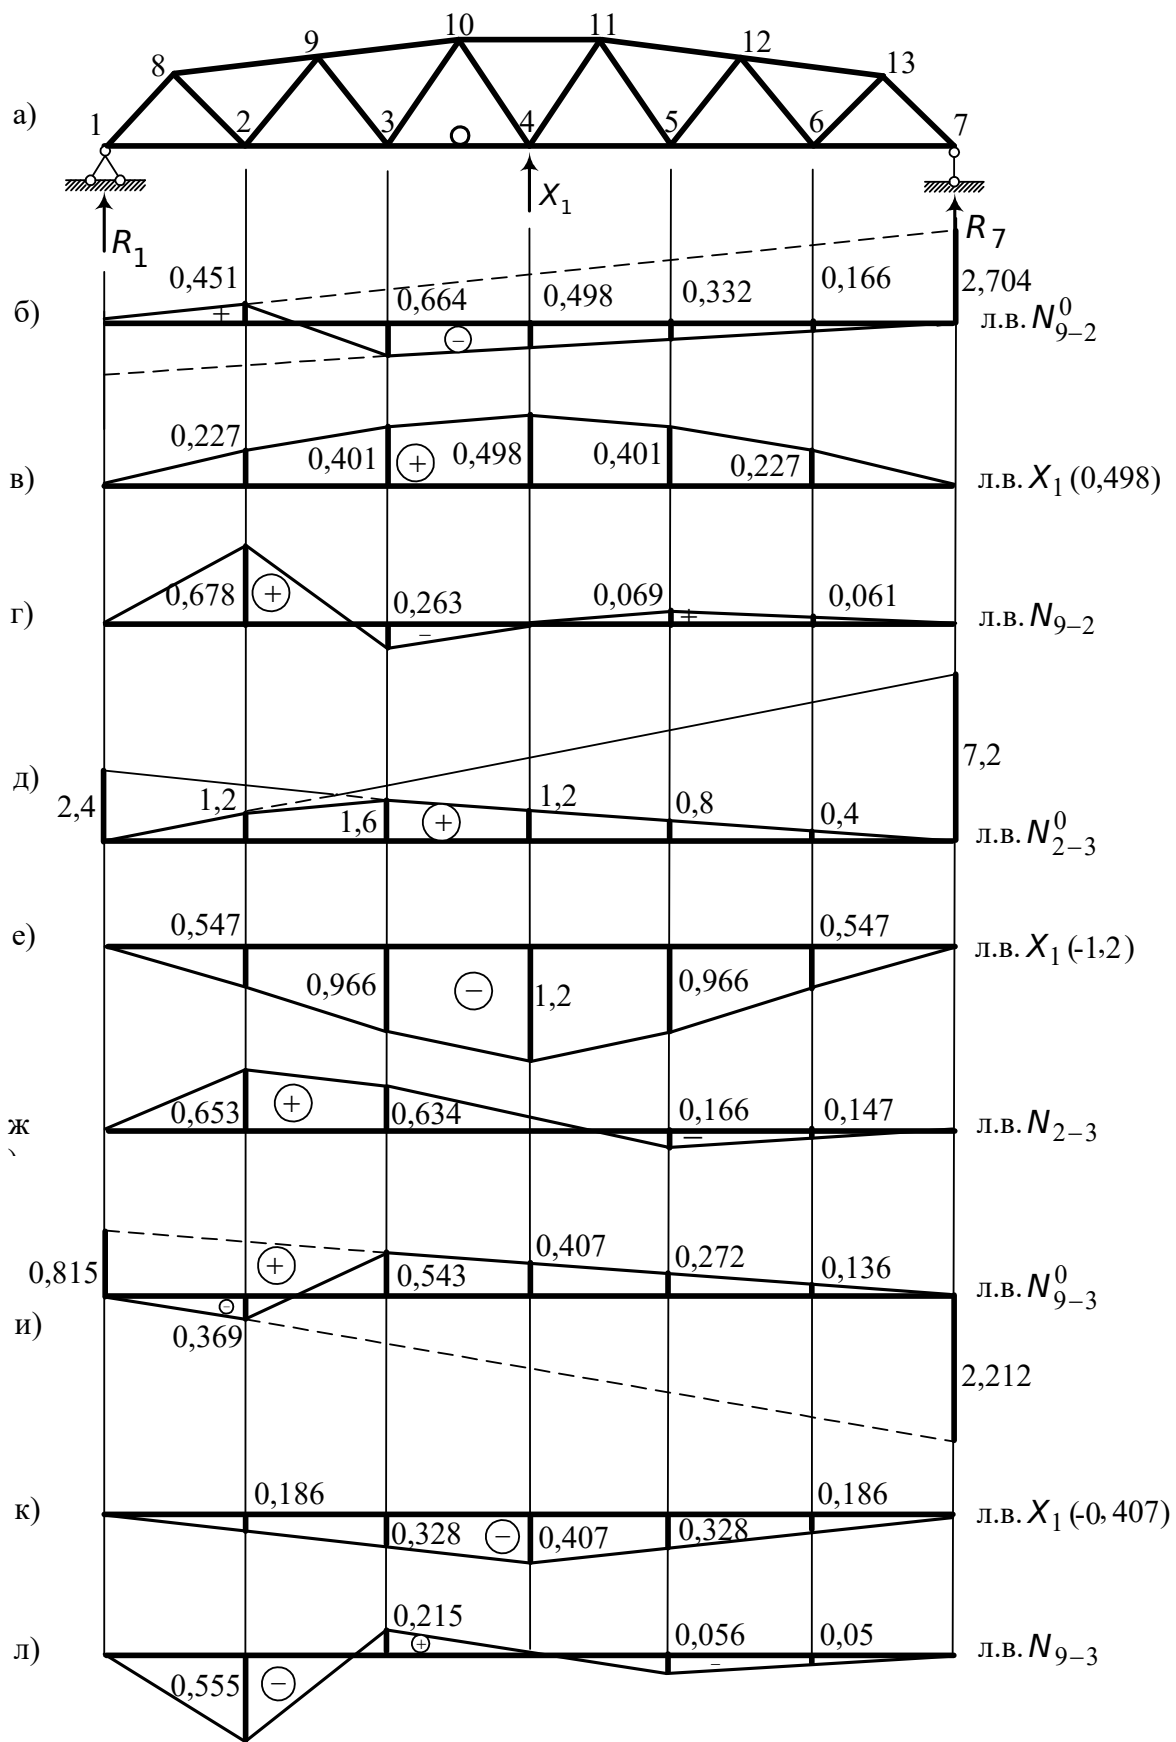 10 11
9 12
8 13
а)
1 2 3 4 5 6 7
X₁
R₁ R₇
0,451 0,664 0,498 0,332 0,166 2,704
б) + − л.в. N⁰₉₋₂
0,227 0,401 + 0,498 0,401 0,227
в) л.в. X₁ (0,498)
0,678 + 0,263 0,069 0,061
г) − + л.в. N₉₋₂
7,2
д)
2,4 1,2 1,6 + 1,2 0,8 0,4
л.в. N⁰₂₋₃
0,547 0,547
е) л.в. X₁ (-1,2)
0,966 − 1,2 0,966
0,653 + 0,634 0,166 0,147
ж) − л.в. N₂₋₃
0,815 + 0,543 0,407 0,272 0,136
− л.в. N⁰₉₋₃
и) 0,369
2,212
0,186 0,186
к) л.в. X₁ (-0,407)
0,328 − 0,407 0,328
0,215 0,056 0,05
л) + − л.в. N₉₋₃
0,555 −